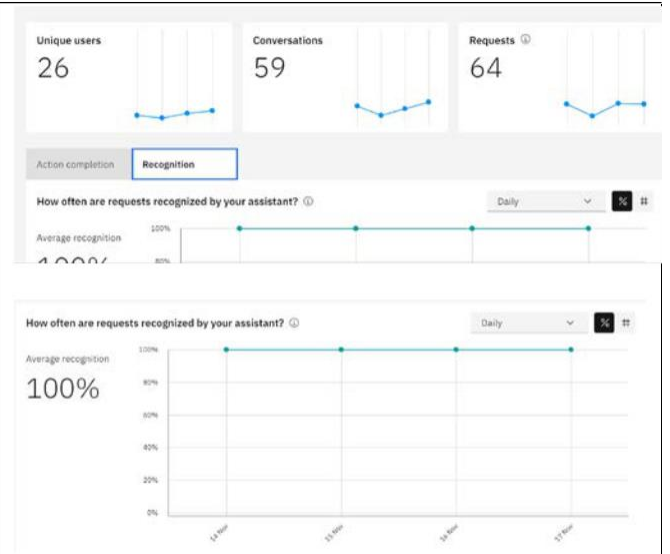 Unique users
26
Conversations
59
Requests
64
Action completion
Recognition
How often are requests recognized by your assistant?
Daily
%
#
Average recognition
100%
100%
80%
How often are requests recognized by your assistant?
Daily
%
#
Average recognition
100%
100%
80%
60%
40%
20%
0%
14 Nov
15 Nov
16 Nov
17 Nov